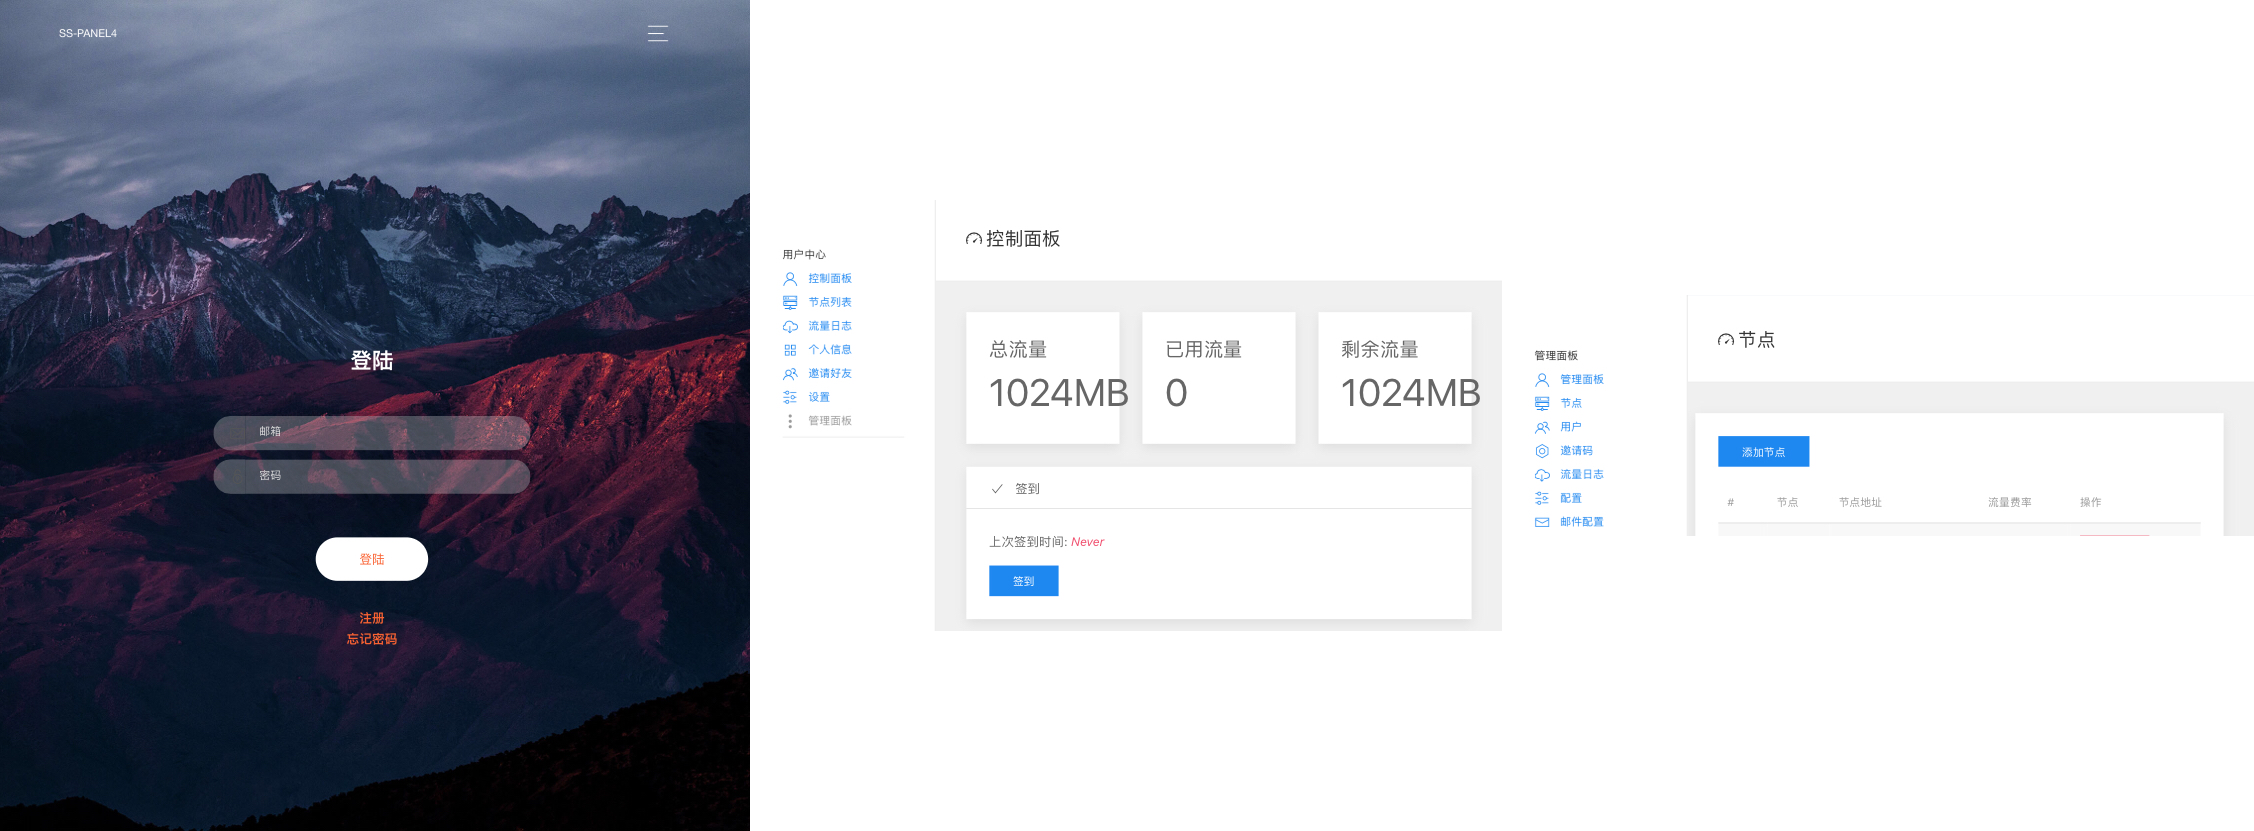 SS-PANEL4
登陆
邮箱
密码
登陆
注册
忘记密码
用户中心
控制面板
节点列表
流量日志
个人信息
邀请好友
设置
管理面板
控制面板
总流量
1024MB
已用流量
0
剩余流量
1024MB
签到
上次签到时间: Never
签到
管理面板
管理面板
节点
用户
邀请码
流量日志
配置
邮件配置
节点
添加节点
# 节点 节点地址 流量费率 操作